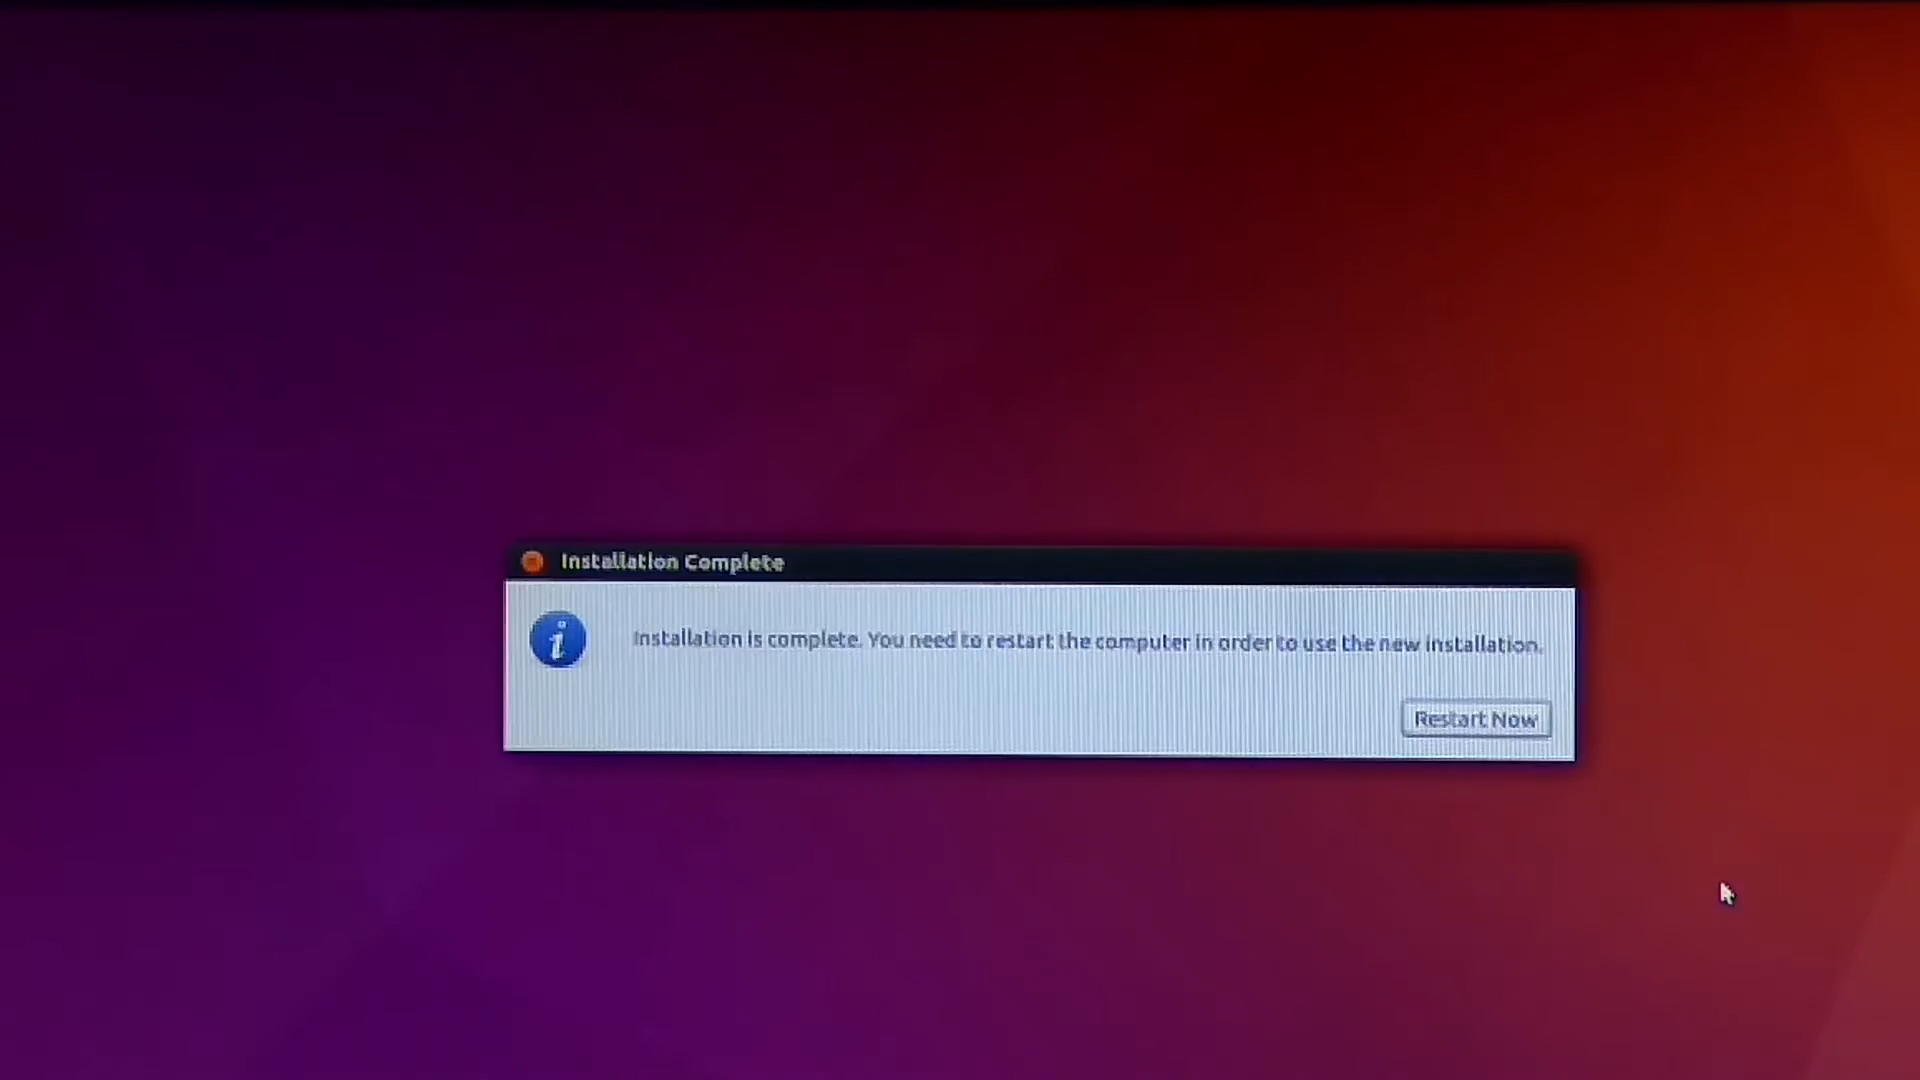 Installation Complete
Installation is complete. You need to restart the computer in order to use the new installation.
Restart Now